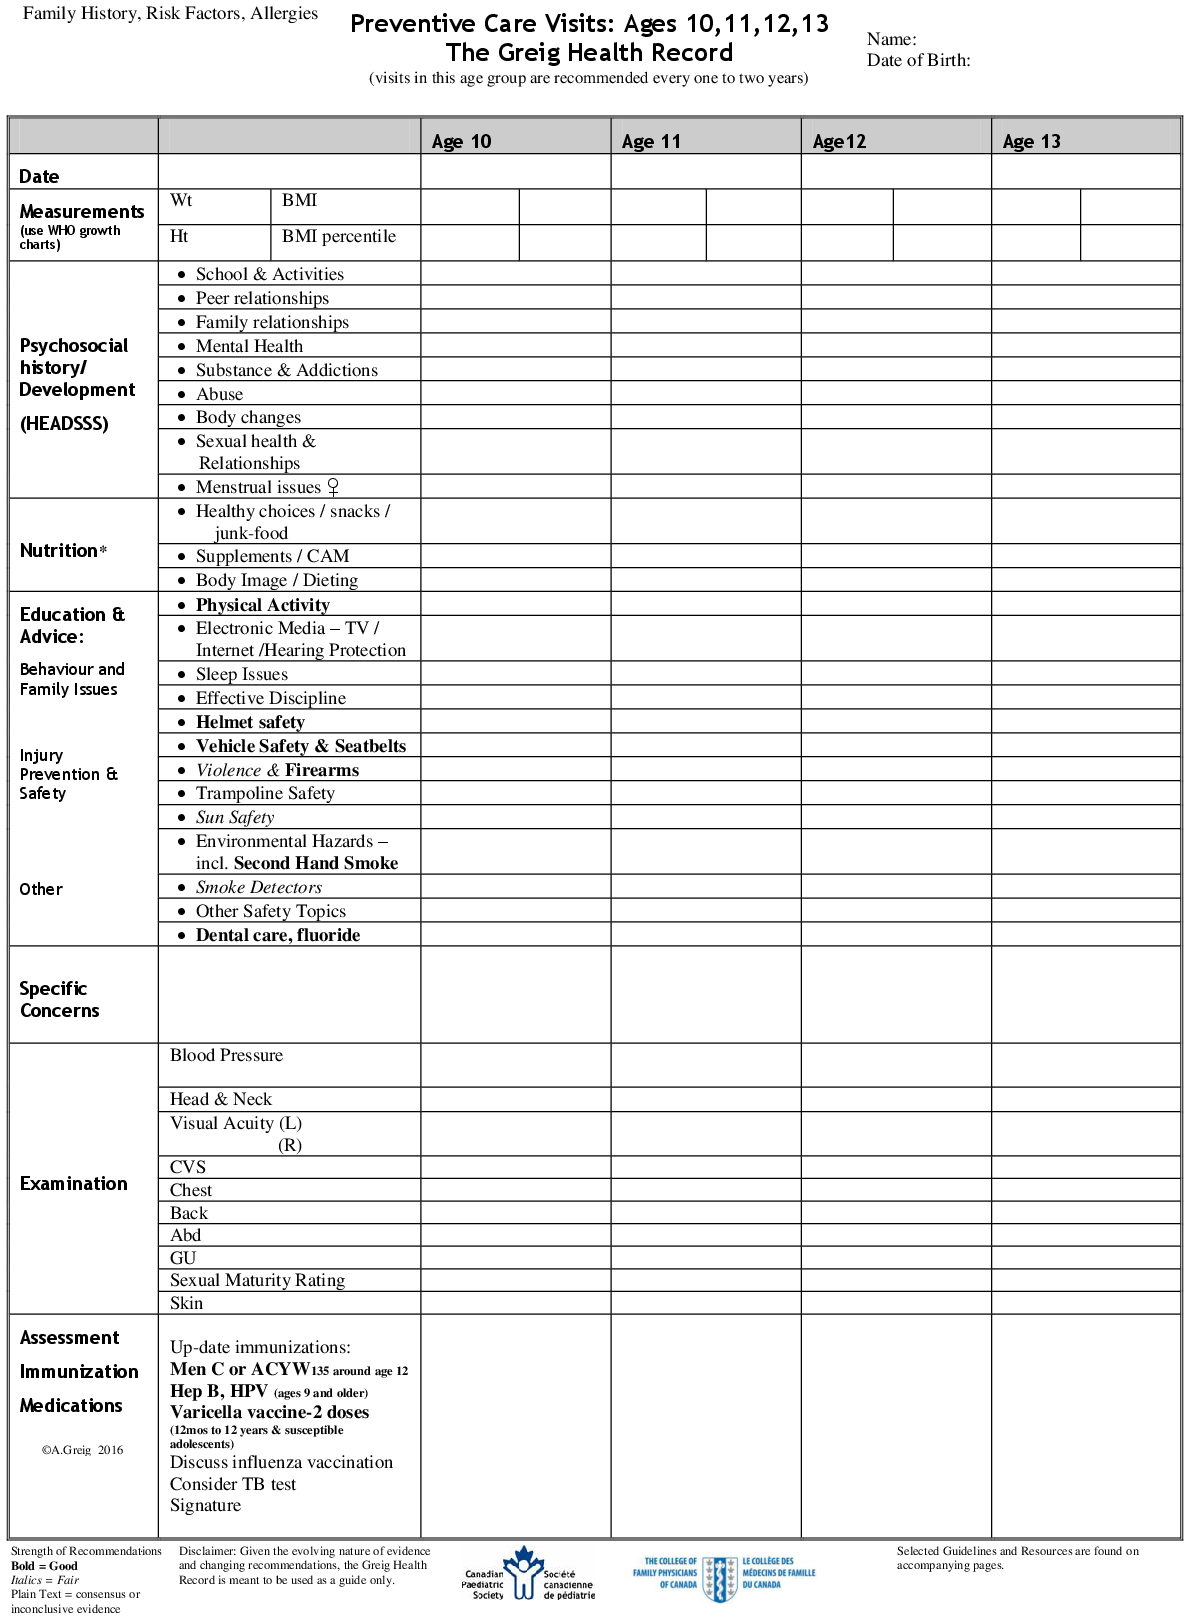 Family History, Risk Factors, Allergies
Preventive Care Visits: Ages 10,11,12,13
The Greig Health Record
(visits in this age group are recommended every one to two years)
Name:
Date of Birth:
Age 10
Age 11
Age12
Age 13
Date
Measurements
(use WHO growth
charts)
Wt
BMI
Ht
BMI percentile
Psychosocial
history/
Development
(HEADSSS)
• School & Activities
• Peer relationships
• Family relationships
• Mental Health
• Substance & Addictions
• Abuse
• Body changes
• Sexual health &
Relationships
• Menstrual issues ♀
Nutrition*
• Healthy choices / snacks /
junk-food
• Supplements / CAM
• Body Image / Dieting
Education &
Advice:
Behaviour and
Family Issues
Injury
Prevention &
Safety
Other
• Physical Activity
• Electronic Media – TV /
Internet /Hearing Protection
• Sleep Issues
• Effective Discipline
• Helmet safety
• Vehicle Safety & Seatbelts
• Violence & Firearms
• Trampoline Safety
• Sun Safety
• Environmental Hazards –
incl. Second Hand Smoke
• Smoke Detectors
• Other Safety Topics
• Dental care, fluoride
Specific
Concerns
Examination
Blood Pressure
Head & Neck
Visual Acuity (L)
(R)
CVS
Chest
Back
Abd
GU
Sexual Maturity Rating
Skin
Assessment
Immunization
Medications
©A.Greig 2016
Up-date immunizations:
Men C or ACYW135 around age 12
Hep B, HPV (ages 9 and older)
Varicella vaccine-2 doses
(12mos to 12 years & susceptible
adolescents)
Discuss influenza vaccination
Consider TB test
Signature
Strength of Recommendations
Bold = Good
Italics = Fair
Plain Text = consensus or
inconclusive evidence
Disclaimer: Given the evolving nature of evidence
and changing recommendations, the Greig Health
Record is meant to be used as a guide only.
Canadian
Paediatric
Society
Société
canadienne
de pédiatrie
THE COLLEGE OF
FAMILY PHYSICIANS
OF CANADA
LE COLLÈGE DES
MÉDECINS DE FAMILLE
DU CANADA
Selected Guidelines and Resources are found on
accompanying pages.